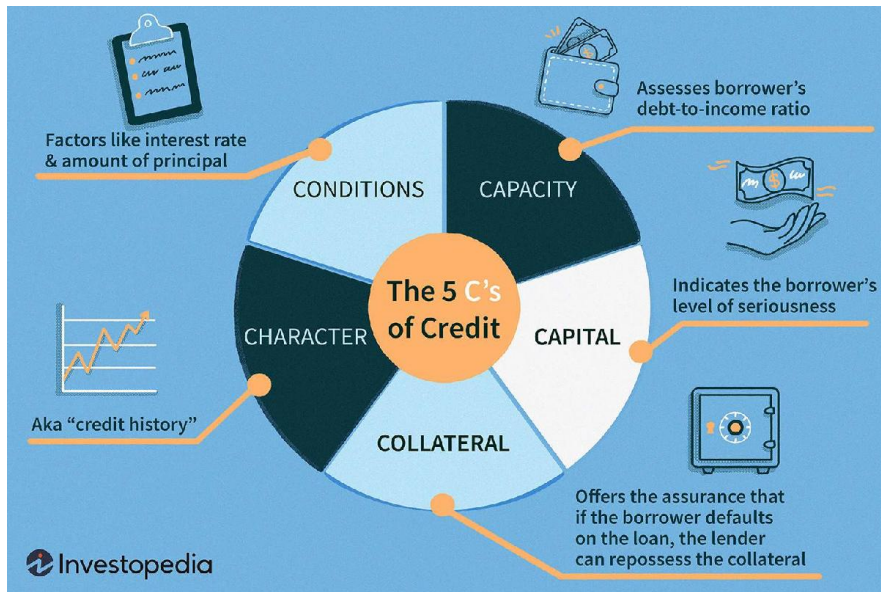 Factors like interest rate
& amount of principal
CONDITIONS
Assesses borrower's
debt-to-income ratio
CAPACITY
The 5 C's
of Credit
Indicates the borrower's
level of seriousness
CAPITAL
CHARACTER
Aka "credit history"
COLLATERAL
Offers the assurance that
if the borrower defaults
on the loan, the lender
can repossess the collateral
Investopedia